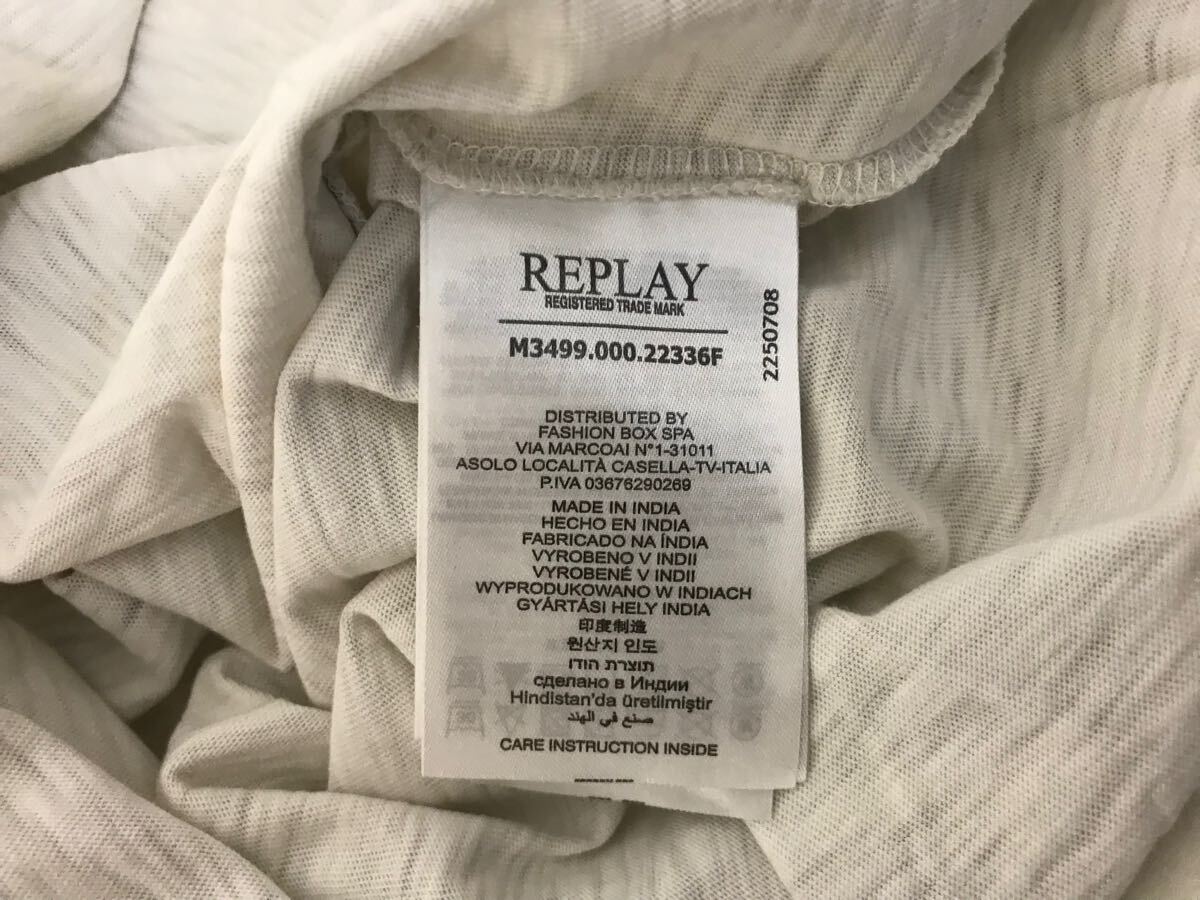 REPLAY
REGISTERED TRADE MARK
M3499.000.22336F
2250708
DISTRIBUTED BY
FASHION BOX SPA
VIA MARCOAI N°1-31011
ASOLO LOCALITÀ CASELLA-TV-ITALIA
P.IVA 03676290269
MADE IN INDIA
HECHO EN INDIA
FABRICADO NA ÍNDIA
VYROBENO V INDII
VYROBENÉ V INDII
WYPRODUKOWANO W INDIACH
GYÁRTÁSI HELY INDIA
印度制造
원산지 인도
תוצרת הודו
сделано в Индии
Hindistan'da üretilmiştir
صنع في الهند
CARE INSTRUCTION INSIDE